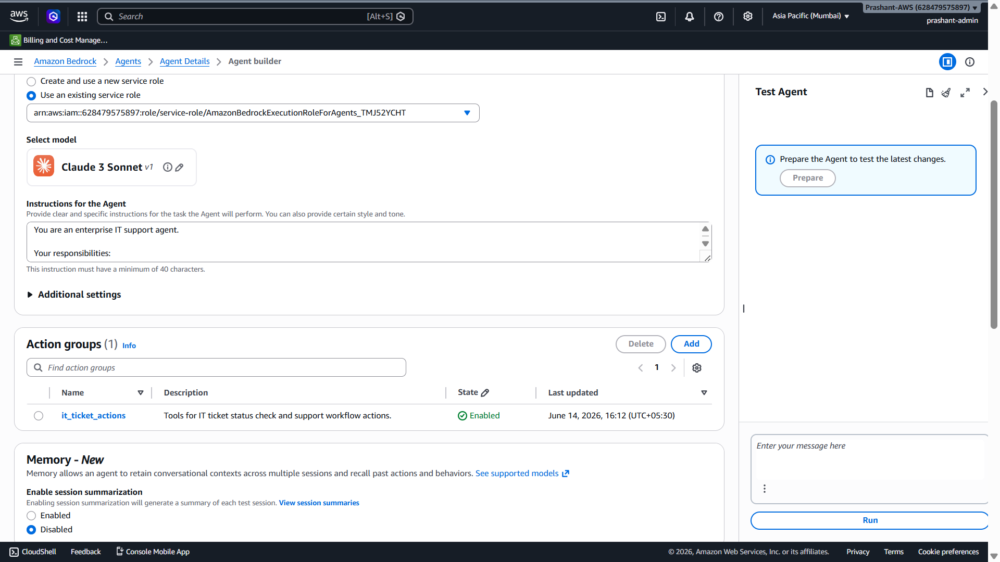 aws
Search
[Alt+S]
Asia Pacific (Mumbai)
Prashant-AWS (628479575897)
prashant-admin
Billing and Cost Manage...
Amazon Bedrock
Agents
Agent Details
Agent builder
Create and use a new service role
Use an existing service role
arn:aws:iam::628479575897:role/service-role/AmazonBedrockExecutionRoleForAgents_TMJ52YCHT
Select model
Claude 3 Sonnet v1
Instructions for the Agent
Provide clear and specific instructions for the task the Agent will perform. You can also provide certain style and tone.
You are an enterprise IT support agent.
Your responsibilities:
This instruction must have a minimum of 40 characters.
Additional settings
Action groups (1) Info
Delete
Add
Find action groups
1
Name
Description
State
Last updated
it_ticket_actions
Tools for IT ticket status check and support workflow actions.
Enabled
June 14, 2026, 16:12 (UTC+05:30)
Memory - New
Memory allows an agent to retain conversational contexts across multiple sessions and recall past actions and behaviors. See supported models
Enable session summarization
Enabling session summarization will generate a summary of each test session. View session summaries
Enabled
Disabled
Test Agent
Prepare the Agent to test the latest changes.
Prepare
Enter your message here
Run
CloudShell
Feedback
Console Mobile App
© 2026, Amazon Web Services, Inc. or its affiliates.
Privacy
Terms
Cookie preferences